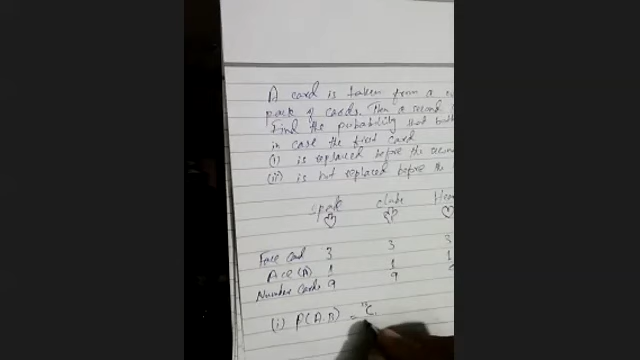 A card is taken from a
pack of cards. Then a second
Find the probability that both
in case the first card
(i) is replaced before the second
(ii) is not replaced before the
Spade clubs Hea
Face card 3 3 3
Ace (A) 1 1 1
Number cards 9 9
(i) P(A.B) = C